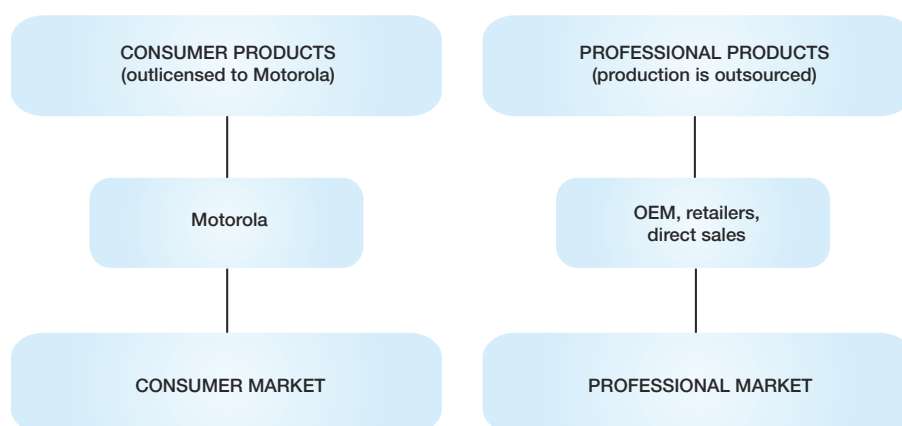 CONSUMER PRODUCTS
(outlicensed to Motorola)
Motorola
CONSUMER MARKET
PROFESSIONAL PRODUCTS
(production is outsourced)
OEM, retailers,
direct sales
PROFESSIONAL MARKET